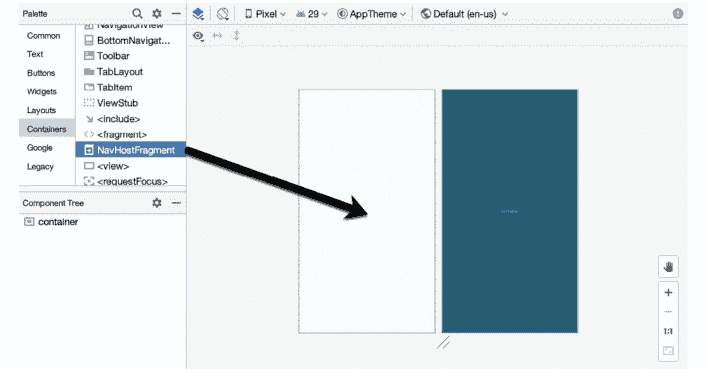 Palette
Pixel 29 AppTheme Default (en-us)
Common
Text
Buttons
Widgets
Layouts
Containers
Google
Legacy
NavigationView
BottomNavigat...
Toolbar
TabLayout
TabItem
ViewStub
<include>
<fragment>
NavHostFragment
<view>
<requestFocus>
Component Tree
container
1:1